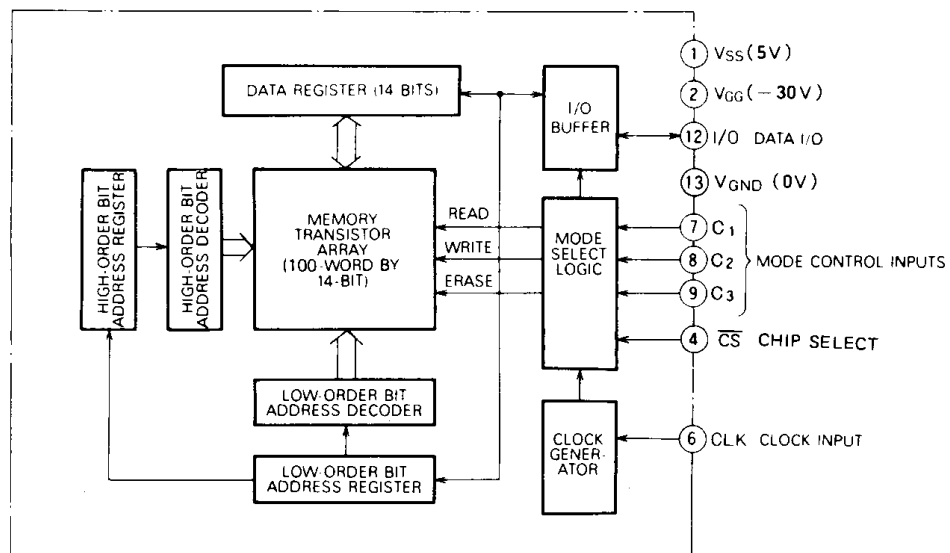 DATA REGISTER (14 BITS)
I/O
BUFFER
1 VSS (5V)
2 VGG (−30V)
12 I/O DATA I/O
13 VGND (0V)
HIGH-ORDER BIT
ADDRESS REGISTER
HIGH-ORDER BIT
ADDRESS DECODER
MEMORY
TRANSISTOR
ARRAY
(100-WORD BY
14-BIT)
READ
WRITE
ERASE
MODE
SELECT
LOGIC
7 C1
8 C2
9 C3
MODE CONTROL INPUTS
4 C̅S̅ CHIP SELECT
LOW-ORDER BIT
ADDRESS DECODER
LOW-ORDER BIT
ADDRESS REGISTER
CLOCK
GENER-
ATOR
6 CLK CLOCK INPUT